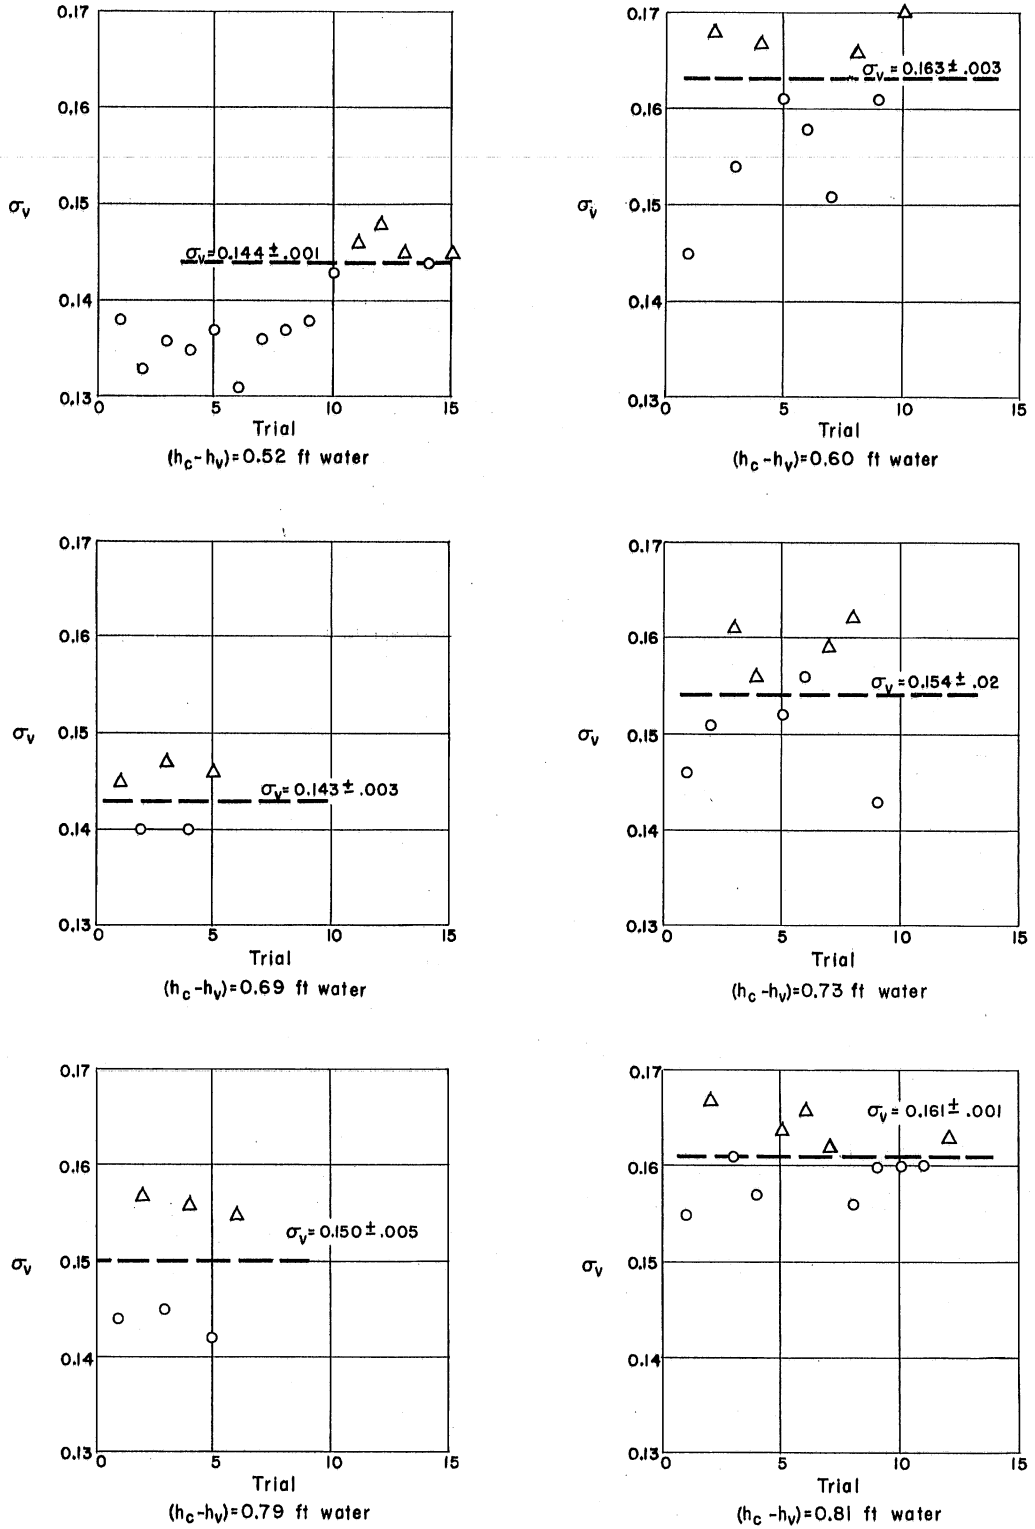 0.17
0.16
0.15
σv
σv=0.144±.001
0.14
0.13
0 5 10 15
Trial
(hc-hv)=0.52 ft water
0.17
σv=0.163±.003
0.16
0.15
σv
0.14
0.13
0 5 10 15
Trial
(hc-hv)=0.60 ft water
0.17
0.16
0.15
σv
σv=0.143±.003
0.14
0.13
0 5 10 15
Trial
(hc-hv)=0.69 ft water
0.17
0.16
σv=0.154±.02
0.15
σv
0.14
0.13
0 5 10 15
Trial
(hc-hv)=0.73 ft water
0.17
0.16
σv=0.150±.005
0.15
σv
0.14
0.13
0 5 10 15
Trial
(hc-hv)=0.79 ft water
0.17
σv=0.161±.001
0.16
0.15
σv
0.14
0.13
0 5 10 15
Trial
(hc-hv)=0.81 ft water